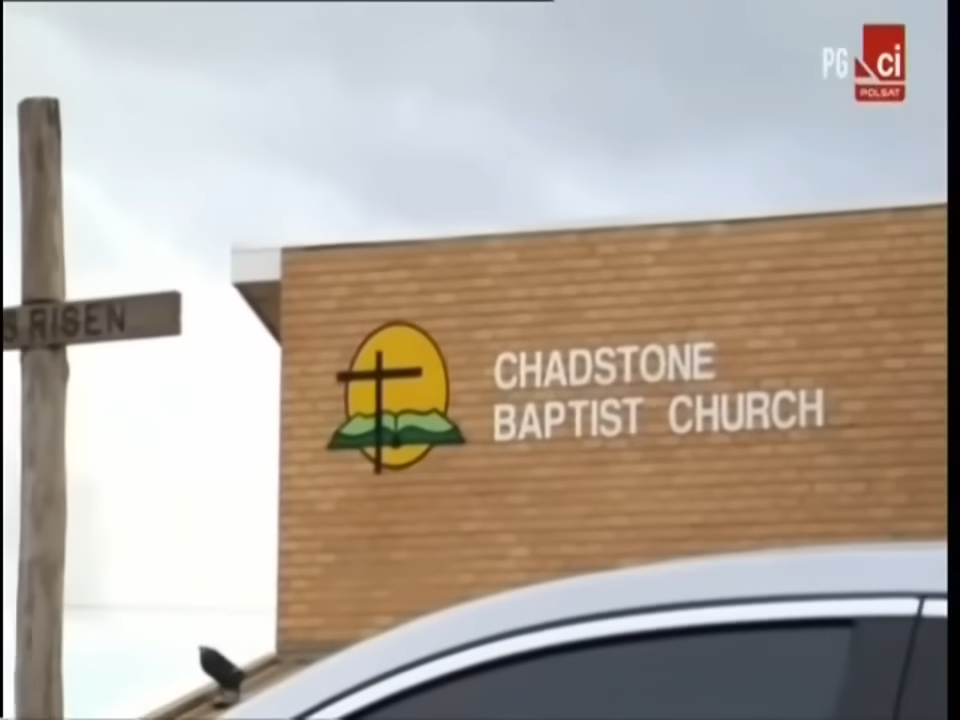 PG
ci
POLSAT
S RISEN
CHADSTONE
BAPTIST CHURCH